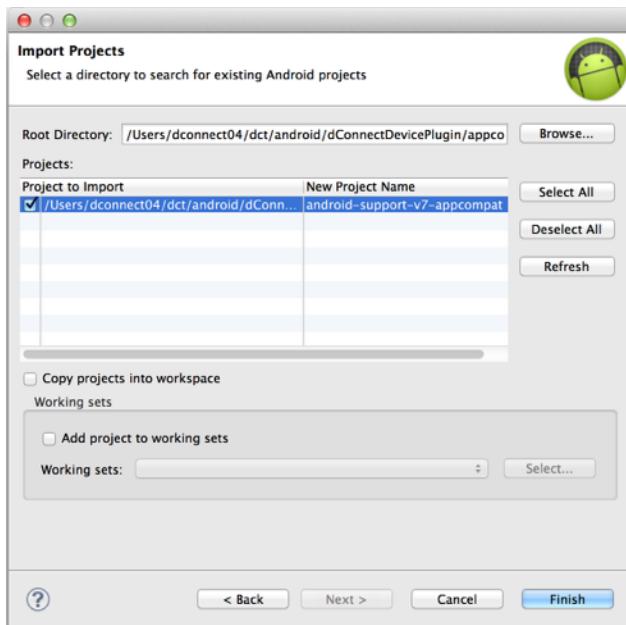 Import Projects
Select a directory to search for existing Android projects
Root Directory: /Users/dconnect04/dct/android/dConnectDevicePlugin/appco Browse...
Projects:
Project to Import New Project Name Select All
/Users/dconnect04/dct/android/dConn... android-support-v7-appcompat
Deselect All
Refresh
Copy projects into workspace
Working sets
Add project to working sets
Working sets: Select...
? < Back Next > Cancel Finish